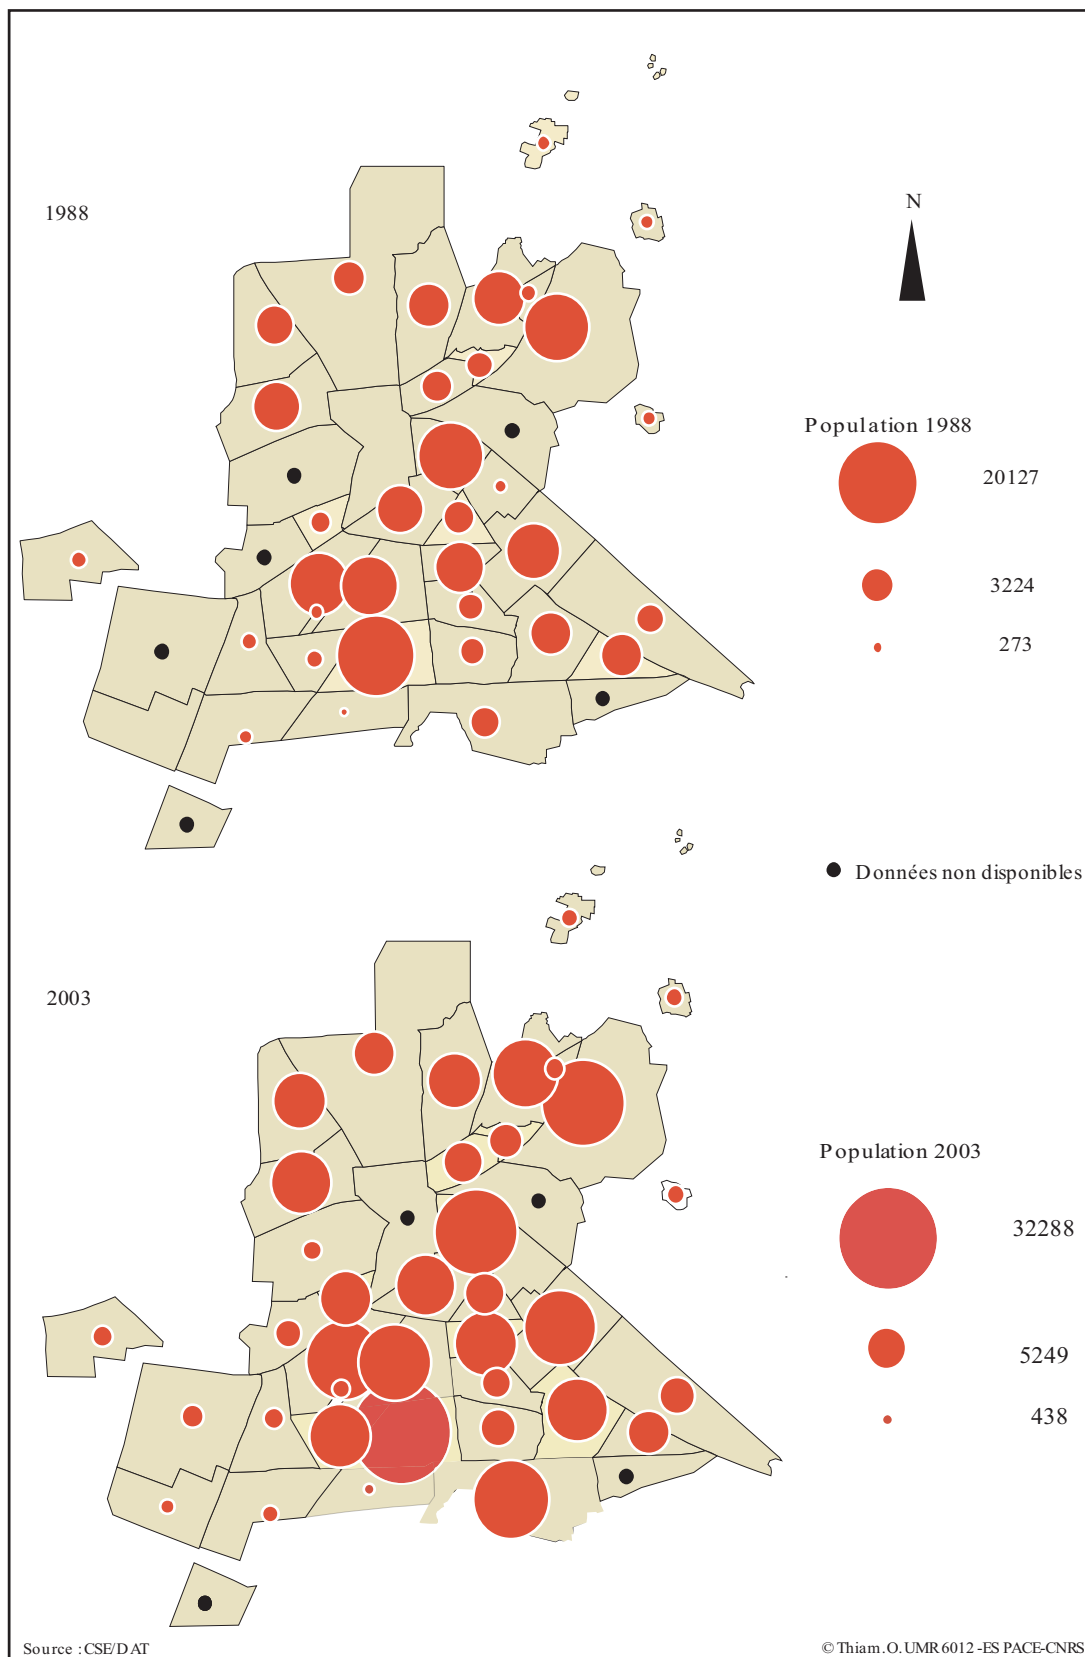 1988
N
Population 1988
20127
3224
273
Données non disponibles
2003
Population 2003
32288
5249
438
Source : CSE/DAT
© Thiam. O. UMR 6012 -ES PACE-CNRS